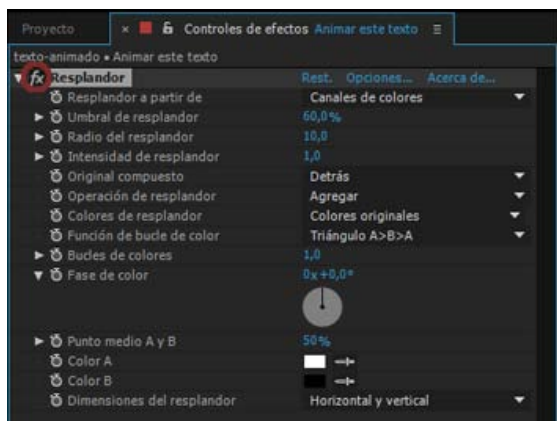 Proyecto × Controles de efectos Animar este texto ≡
texto-animado • Animar este texto
fx Resplandor Rest. Opciones... Acerca de...
Resplandor a partir de Canales de colores
Umbral de resplandor 60,0%
Radio del resplandor 10,0
Intensidad de resplandor 1,0
Original compuesto Detrás
Operación de resplandor Agregar
Colores de resplandor Colores originales
Función de bucle de color Triángulo A>B>A
Bucles de colores 1,0
Fase de color 0x+0,0°
Punto medio A y B 50%
Color A
Color B
Dimensiones del resplandor Horizontal y vertical